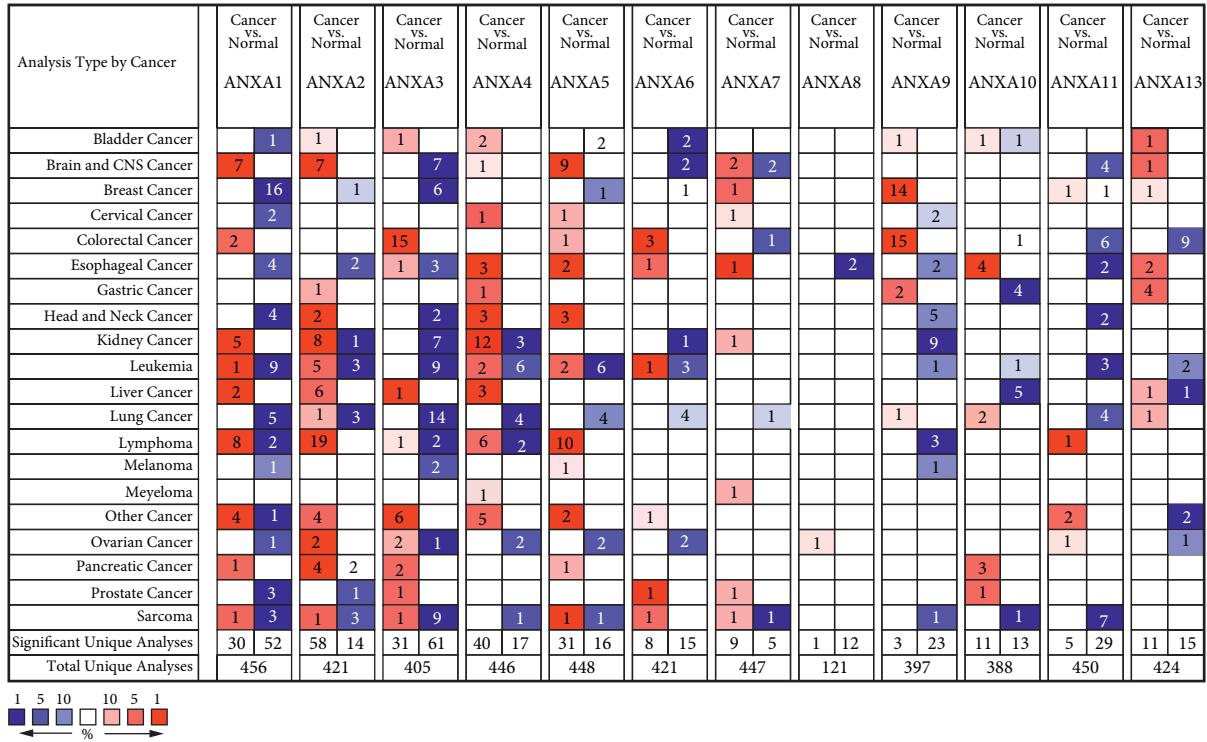 Analysis Type by Cancer
Cancer vs. Normal ANXA1
Cancer vs. Normal ANXA2
Cancer vs. Normal ANXA3
Cancer vs. Normal ANXA4
Cancer vs. Normal ANXA5
Cancer vs. Normal ANXA6
Cancer vs. Normal ANXA7
Cancer vs. Normal ANXA8
Cancer vs. Normal ANXA9
Cancer vs. Normal ANXA10
Cancer vs. Normal ANXA11
Cancer vs. Normal ANXA13
Bladder Cancer 1 1 1 2 2 2 1 1 1 1
Brain and CNS Cancer 7 7 7 1 9 2 2 2 4 1
Breast Cancer 16 1 6 1 1 1 14 1 1 1
Cervical Cancer 2 1 1 1 2
Colorectal Cancer 2 15 1 3 1 15 1 6 9
Esophageal Cancer 4 2 1 3 3 2 1 1 2 2 4 2 2
Gastric Cancer 1 1 2 4 4
Head and Neck Cancer 4 2 2 3 3 5 2
Kidney Cancer 5 8 1 7 12 3 1 1 9
Leukemia 1 9 5 3 9 2 6 2 6 1 3 1 1 3 2
Liver Cancer 2 6 1 3 5 1 1
Lung Cancer 5 1 3 14 4 4 4 1 1 2 4 1
Lymphoma 8 2 19 1 2 6 2 10 3 1
Melanoma 1 2 1 1
Meyeloma 1 1
Other Cancer 4 1 4 6 5 2 1 2 2
Ovarian Cancer 1 2 2 1 2 2 2 1 1 1
Pancreatic Cancer 1 4 2 2 1 3
Prostate Cancer 3 1 1 1 1 1
Sarcoma 1 3 1 3 1 9 1 1 1 1 1 1 1 1 7
Significant Unique Analyses 30 52 58 14 31 61 40 17 31 16 8 15 9 5 1 12 3 23 11 13 5 29 11 15
Total Unique Analyses 456 421 405 446 448 421 447 121 397 388 450 424
1 5 10 10 5 1
%